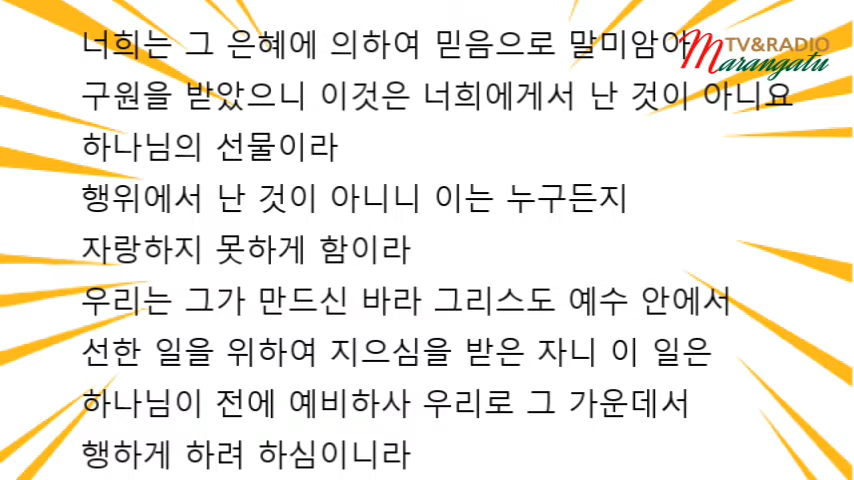 너희는 그 은혜에 의하여 믿음으로 말미암아
TV&RADIO
Marangatu
구원을 받았으니 이것은 너희에게서 난 것이 아니요
하나님의 선물이라
행위에서 난 것이 아니니 이는 누구든지
자랑하지 못하게 함이라
우리는 그가 만드신 바라 그리스도 예수 안에서
선한 일을 위하여 지으심을 받은 자니 이 일은
하나님이 전에 예비하사 우리로 그 가운데서
행하게 하려 하심이니라